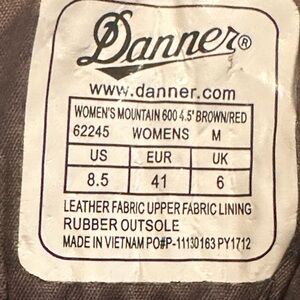 Danner®
www.danner.com
WOMEN'S MOUNTAIN 600 4.5' BROWN/RED
62245 WOMENS M
US EUR UK
8.5 41 6
LEATHER FABRIC UPPER FABRIC LINING
RUBBER OUTSOLE
MADE IN VIETNAM PO#P-11130163 PY1712